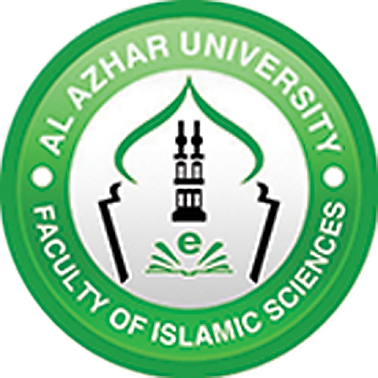 AL AZHAR UNIVERSITY
e
FACULTY OF ISLAMIC SCIENCES